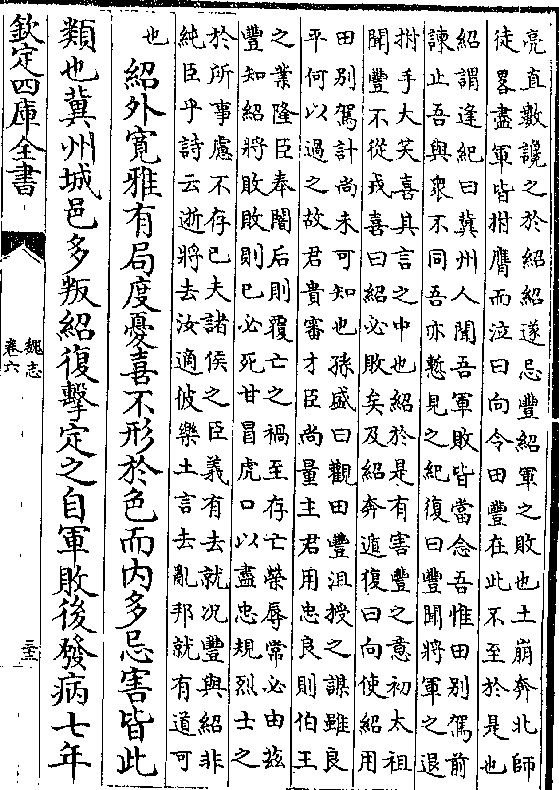 亮直數讒之於紹紹遂忌豐紹軍之敗也土崩奔北師
徒畧盡軍皆拊膺而泣曰向令田豐在此不至於是也
紹謂逢紀曰冀州人聞吾軍敗皆當念吾惟田別駕前
諫止吾與衆不同吾亦慙見之紀復曰豐聞將軍之退
拊手大笑喜其言之中也紹於是有害豐之意初太祖
聞豐不從戎喜曰紹必敗矣及紹奔遁復曰向使紹用
田別駕計尚未可知也孫盛曰觀田豐沮授之謀雖良
平何以過之故君貴審才臣尚量主君用忠良則伯王
之業隆臣奉闇后則覆亡之禍至存亡榮辱常必由兹
豐知紹將敗敗則已必死甘冒虎口以盡忠規烈士之
於所事慮不存已夫諸侯之臣義有去就况豐與紹非
純臣乎詩云逝將去汝適彼樂土言去亂邦就有道可
也
紹外寛雅有局度憂喜不形於色而内多忌害皆此
類也冀州城邑多叛紹復擊定之自軍敗後發病七年
欽定四庫全書
魏志
卷六
三十三